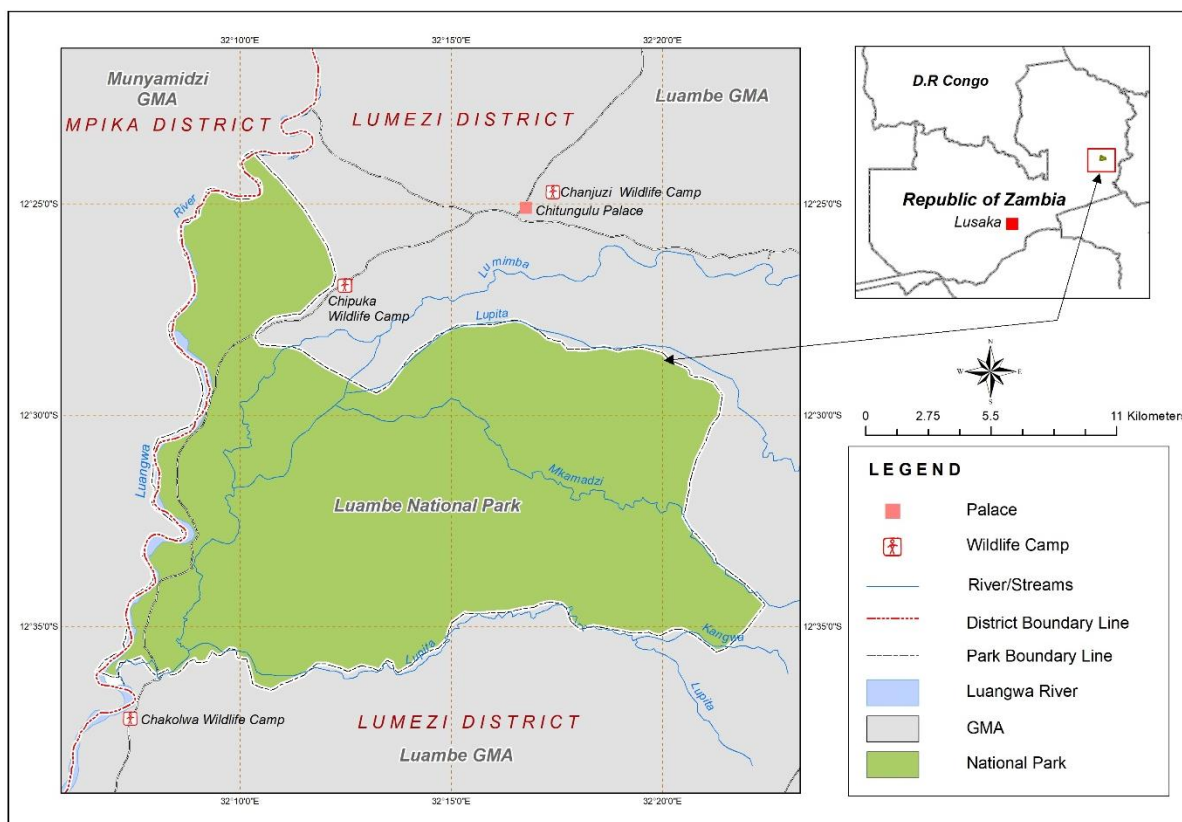 32°10'0"E
32°15'0"E
32°20'0"E
Munyamidzi
GMA
MPIKA DISTRICT
LUMEZI DISTRICT
Luambe GMA
12°25'0"S
12°25'0"S
River
Chanjuzi Wildlife Camp
Chitungulu Palace
Lumimba
Chipuka
Wildlife Camp
Lupita
12°30'0"S
12°30'0"S
Luangwa
Mkamadzi
Luambe National Park
12°35'0"S
12°35'0"S
Lupita
Kangwa
Lupita
Chakolwa Wildlife Camp
LUMEZI DISTRICT
Luambe GMA
32°10'0"E
32°15'0"E
32°20'0"E
D.R Congo
Republic of Zambia
Lusaka
N
W
E
S
0 2.75 5.5 11 Kilometers
LEGEND
Palace
Wildlife Camp
River/Streams
District Boundary Line
Park Boundary Line
Luangwa River
GMA
National Park